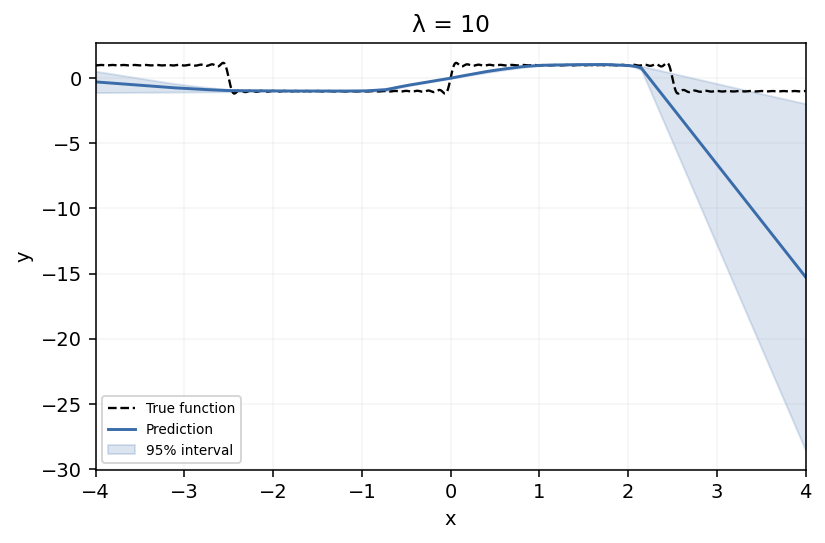 λ = 10
y
0
−5
−10
−15
−20
−25
−30
True function
Prediction
95% interval
−4 −3 −2 −1 0 1 2 3 4
x